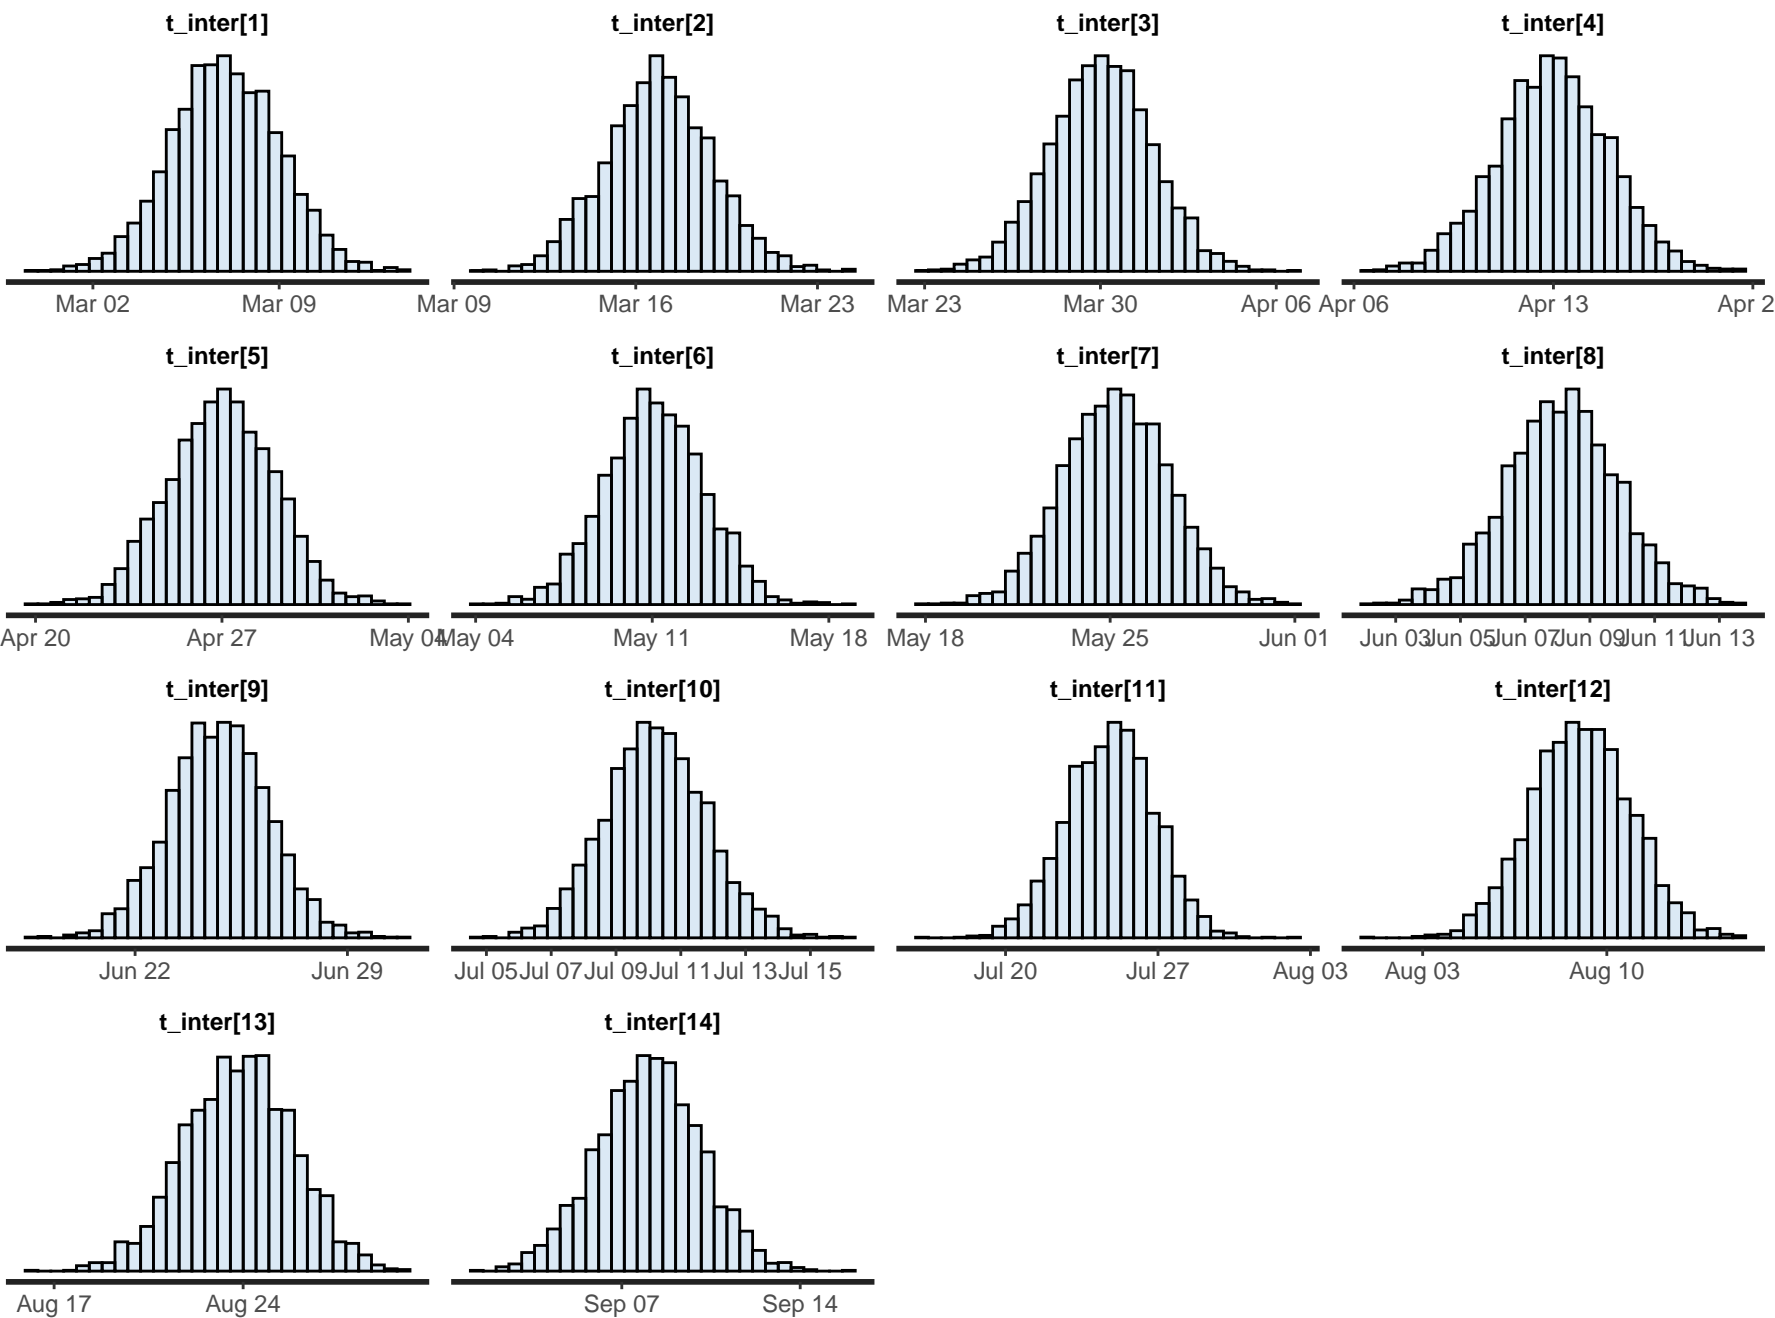 t_inter[1] t_inter[2] t_inter[3] t_inter[4]
Mar 02 Mar 09 Mar 09 Mar 16 Mar 23 Mar 23 Mar 30 Apr 06 Apr 06 Apr 13 Apr 2
t_inter[5] t_inter[6] t_inter[7] t_inter[8]
Apr 20 Apr 27 May 04 May 04 May 11 May 18 May 18 May 25 Jun 01 Jun 03 Jun 05 Jun 07 Jun 09 Jun 11 Jun 13
t_inter[9] t_inter[10] t_inter[11] t_inter[12]
Jun 22 Jun 29 Jul 05 Jul 07 Jul 09 Jul 11 Jul 13 Jul 15 Jul 20 Jul 27 Aug 03 Aug 03 Aug 10
t_inter[13] t_inter[14]
Aug 17 Aug 24 Sep 07 Sep 14